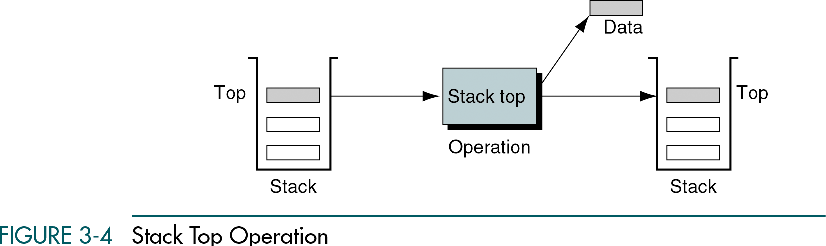 Data
Top
Stack top
Top
Operation
Stack
Stack
FIGURE 3-4 Stack Top Operation